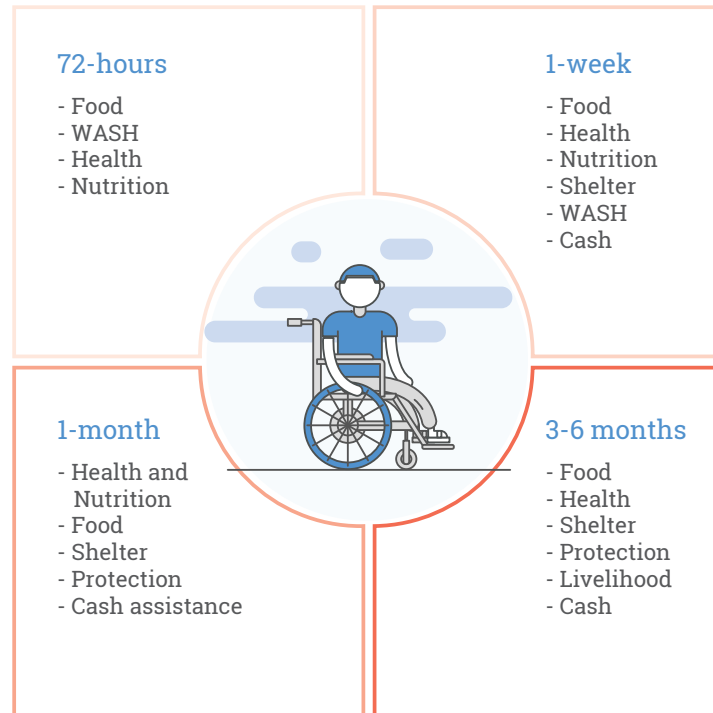 72-hours
- Food
- WASH
- Health
- Nutrition
1-week
- Food
- Health
- Nutrition
- Shelter
- WASH
- Cash
1-month
- Health and
Nutrition
- Food
- Shelter
- Protection
- Cash assistance
3-6 months
- Food
- Health
- Shelter
- Protection
- Livelihood
- Cash